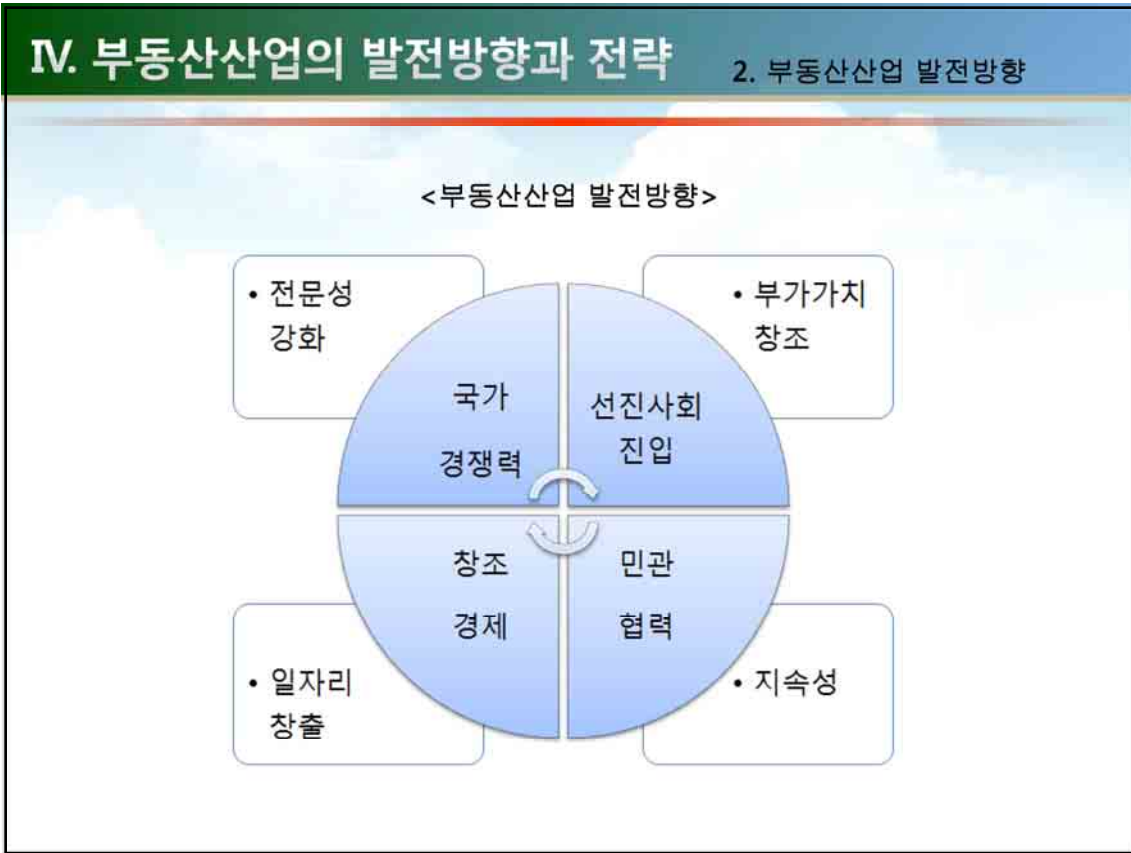 Ⅳ. 부동산산업의 발전방향과 전략
2. 부동산산업 발전방향
<부동산산업 발전방향>
• 전문성
강화
• 부가가치
창조
국가
경쟁력
선진사회
진입
창조
경제
민관
협력
• 일자리
창출
• 지속성